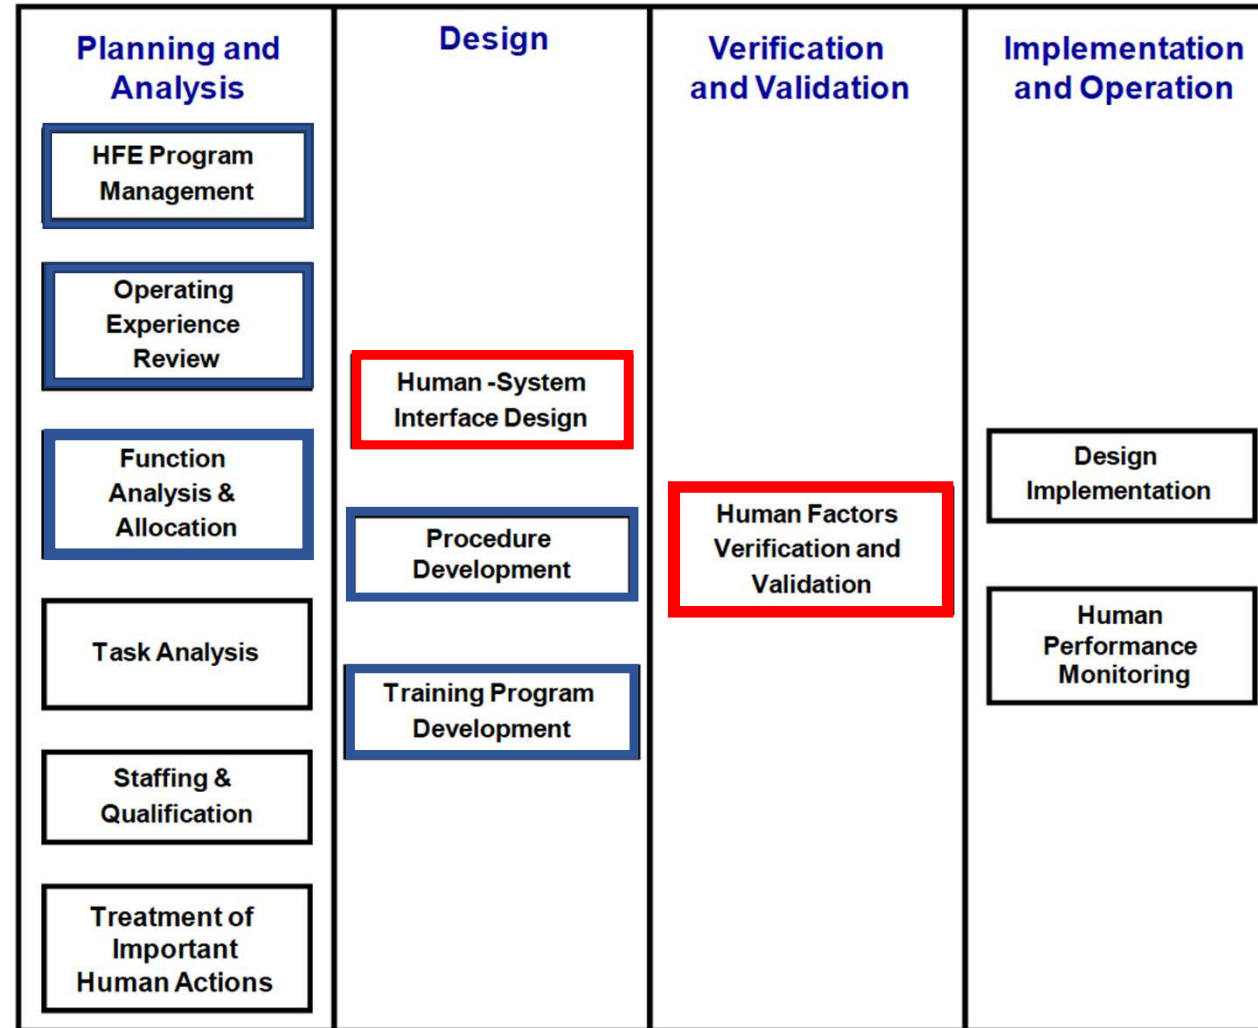 Planning and
Analysis
HFE Program
Management
Operating
Experience
Review
Function
Analysis &
Allocation
Task Analysis
Staffing &
Qualification
Treatment of
Important
Human Actions
Design
Human -System
Interface Design
Procedure
Development
Training Program
Development
Verification
and Validation
Human Factors
Verification and
Validation
Implementation
and Operation
Design
Implementation
Human
Performance
Monitoring